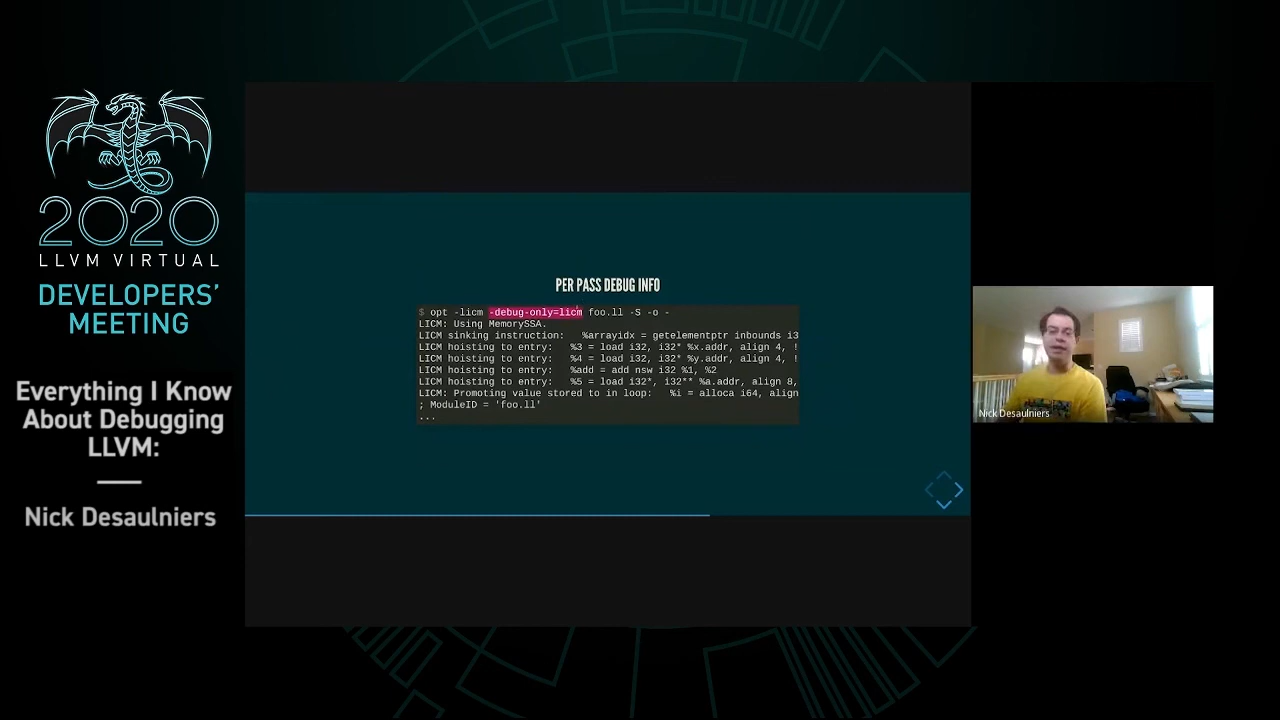 2020
LLVM VIRTUAL
DEVELOPERS'
MEETING
Everything I Know
About Debugging
LLVM:
Nick Desaulniers
PER PASS DEBUG INFO
$ opt -licm -debug-only=licm foo.ll -S -o -
LICM: Using MemorySSA.
LICM sinking instruction:   %arrayidx = getelementptr inbounds i3
LICM hoisting to entry:   %3 = load i32, i32* %x.addr, align 4, !
LICM hoisting to entry:   %4 = load i32, i32* %y.addr, align 4, !
LICM hoisting to entry:   %add = add nsw i32 %1, %2
LICM hoisting to entry:   %5 = load i32*, i32** %a.addr, align 8,
LICM: Promoting value stored to in loop:   %i = alloca i64, align
; ModuleID = 'foo.ll'
...
Nick Desaulniers